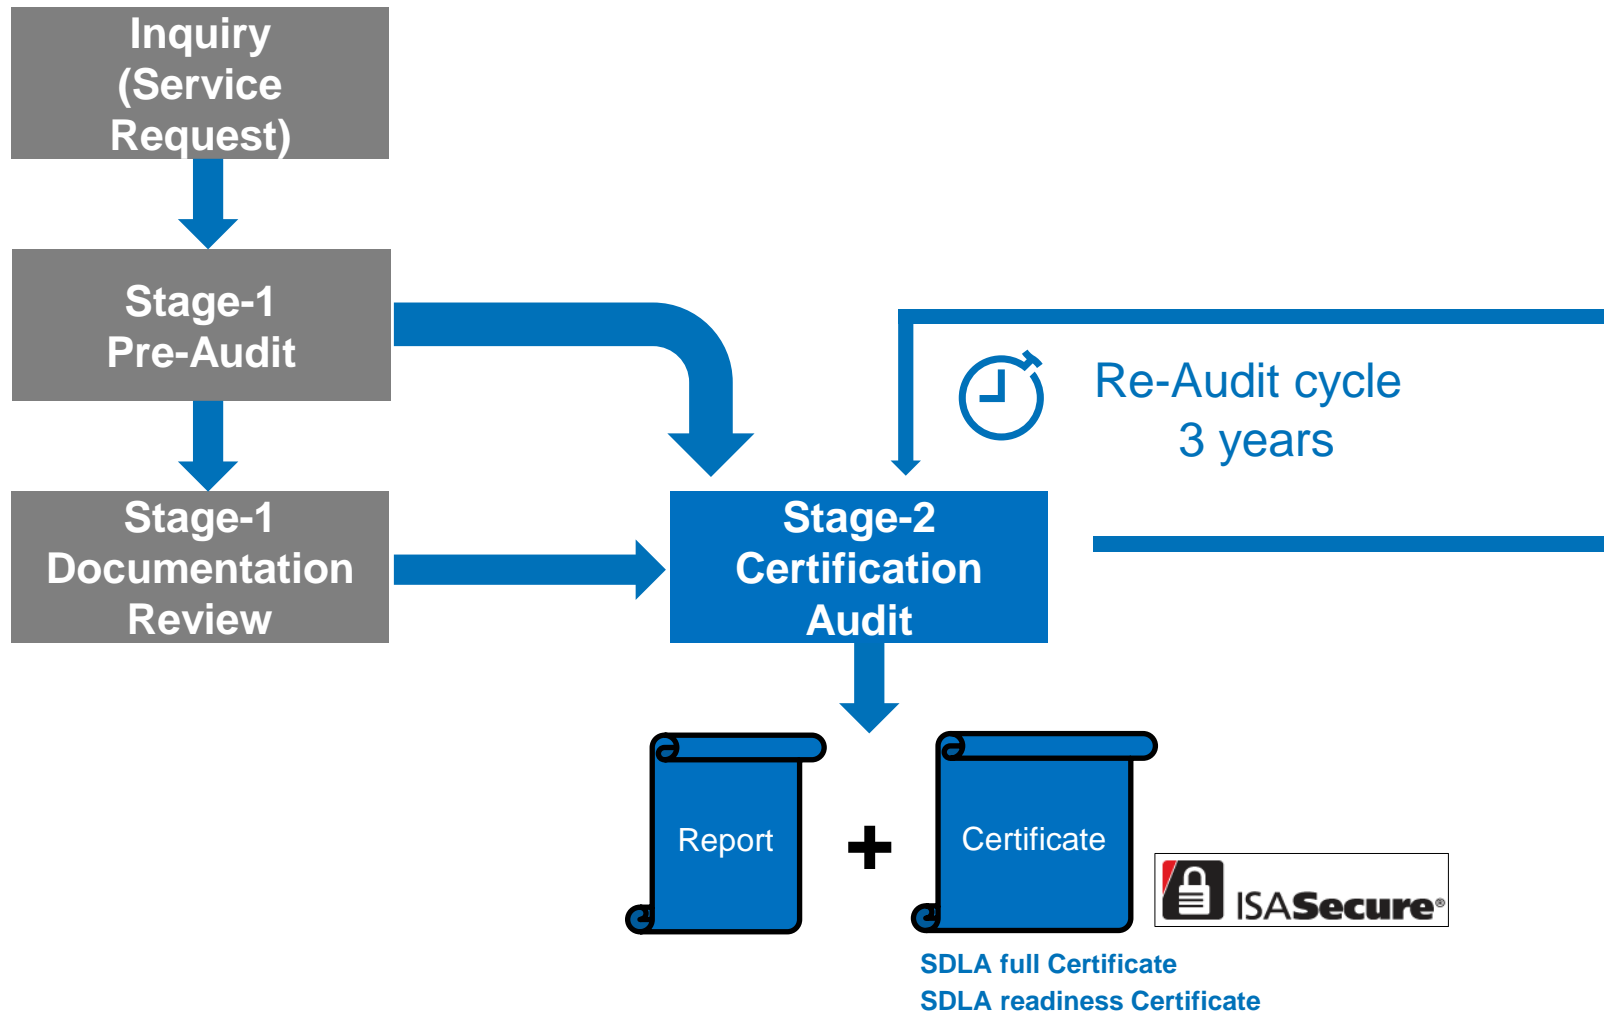 Inquiry
(Service
Request)
Stage-1
Pre-Audit
Re-Audit cycle
3 years
Stage-1
Documentation
Review
Stage-2
Certification
Audit
Report
+
Certificate
ISASecure®
SDLA full Certificate
SDLA readiness Certificate